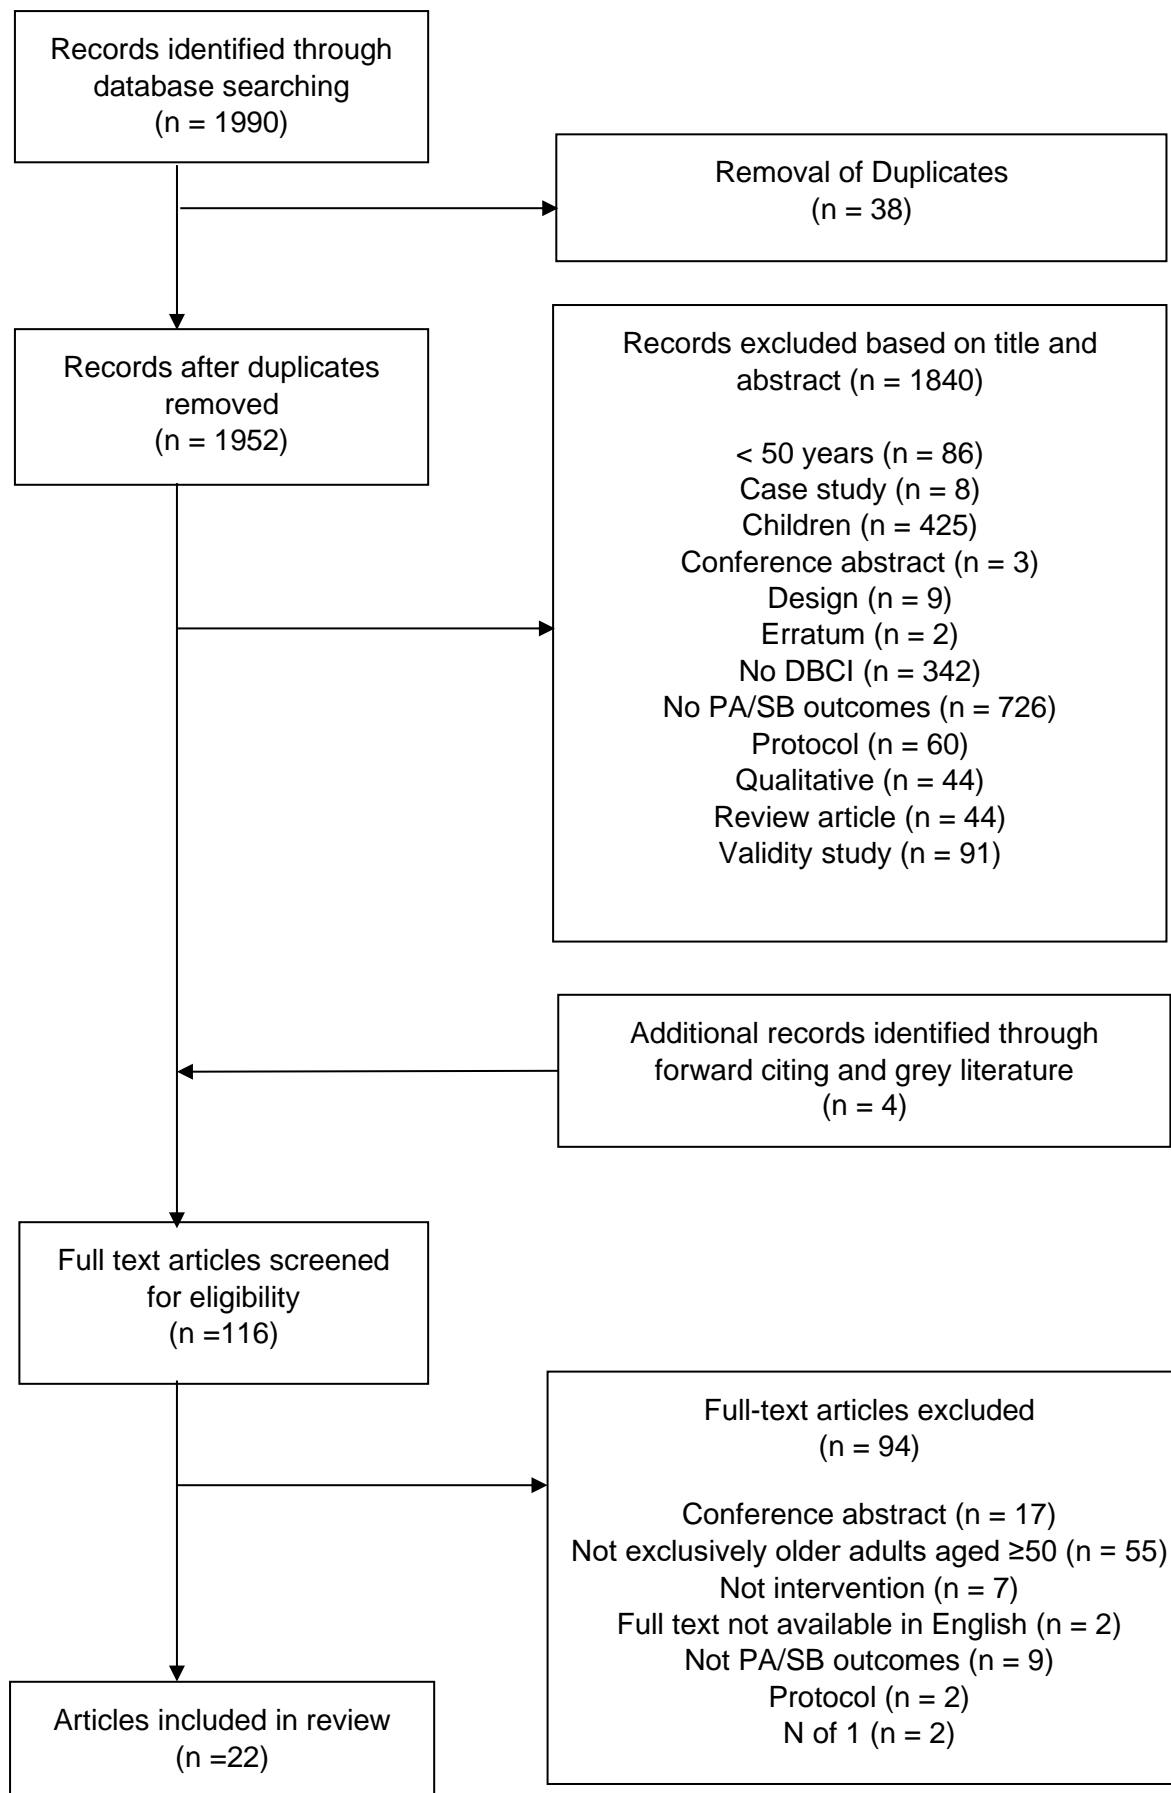 Records identified through
database searching
(n = 1990)
Removal of Duplicates
(n = 38)
Records after duplicates
removed
(n = 1952)
Records excluded based on title and
abstract (n = 1840)
< 50 years (n = 86)
Case study (n = 8)
Children (n = 425)
Conference abstract (n = 3)
Design (n = 9)
Erratum (n = 2)
No DBCI (n = 342)
No PA/SB outcomes (n = 726)
Protocol (n = 60)
Qualitative (n = 44)
Review article (n = 44)
Validity study (n = 91)
Additional records identified through
forward citing and grey literature
(n = 4)
Full text articles screened
for eligibility
(n =116)
Full-text articles excluded
(n = 94)
Conference abstract (n = 17)
Not exclusively older adults aged ≥50 (n = 55)
Not intervention (n = 7)
Full text not available in English (n = 2)
Not PA/SB outcomes (n = 9)
Protocol (n = 2)
N of 1 (n = 2)
Articles included in review
(n =22)